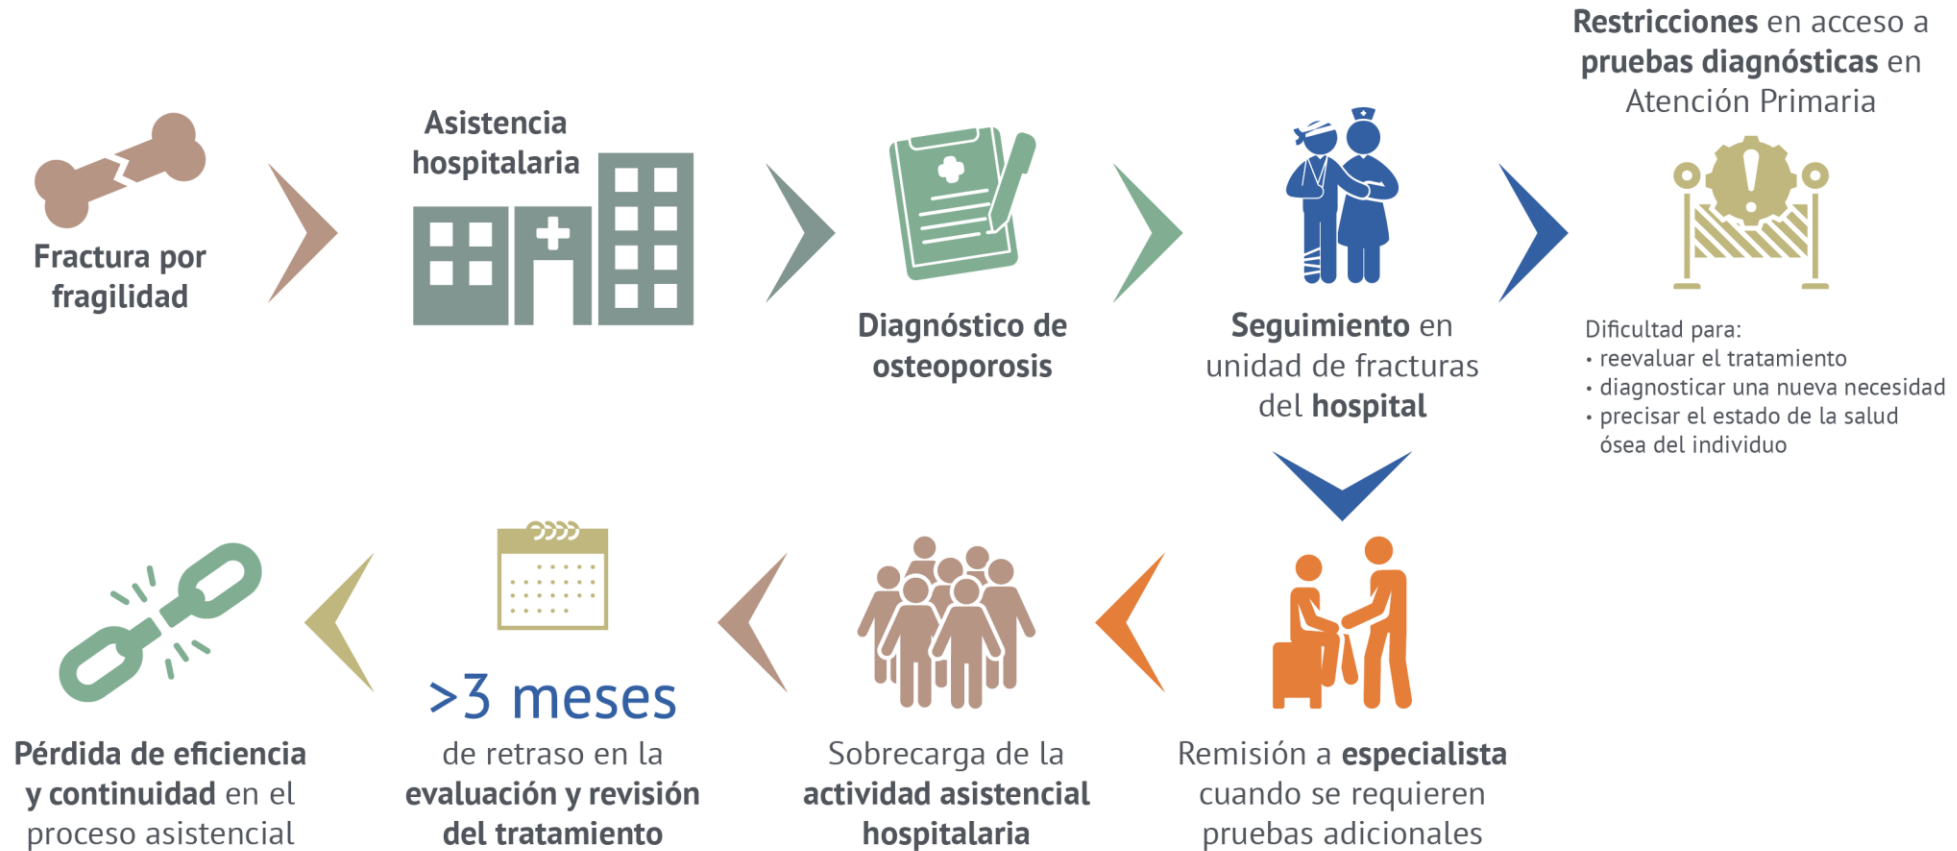 Fractura por
fragilidad
Asistencia
hospitalaria
Diagnóstico de
osteoporosis
Seguimiento en
unidad de fracturas
del hospital
Restricciones en acceso a
pruebas diagnósticas en
Atención Primaria
Dificultad para:
• reevaluar el tratamiento
• diagnosticar una nueva necesidad
• precisar el estado de la salud
ósea del individuo
Remisión a especialista
cuando se requieren
pruebas adicionales
Sobrecarga de la
actividad asistencial
hospitalaria
>3 meses
de retraso en la
evaluación y revisión
del tratamiento
Pérdida de eficiencia
y continuidad en el
proceso asistencial